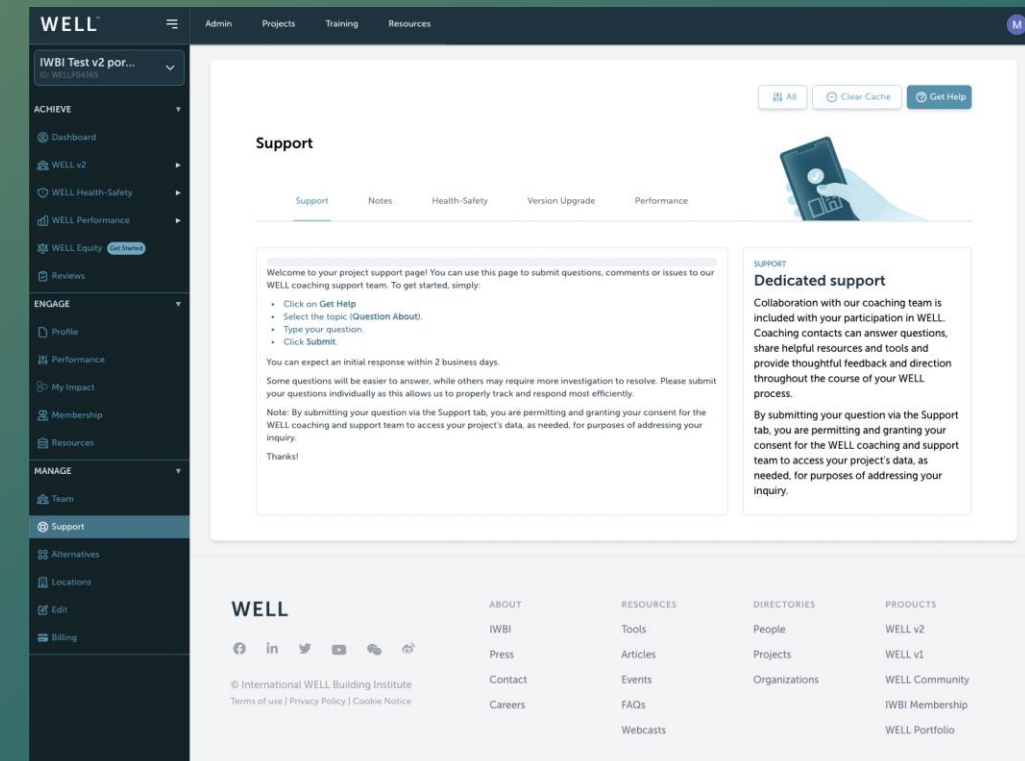 WELL
Admin Projects Training Resources
M
IWBI Test v2 por...
ID: WELLP04365
ACHIEVE
Dashboard
WELL v2
WELL Health-Safety
WELL Performance
WELL Equity Get Started
Reviews
ENGAGE
Profile
Performance
My Impact
Membership
Resources
MANAGE
Team
Support
Alternatives
Locations
Edit
Billing
All
Clear Cache
Get Help
Support
Support Notes Health-Safety Version Upgrade Performance
Welcome to your project support page! You can use this page to submit questions, comments or issues to our
WELL coaching support team. To get started, simply:
• Click on Get Help
• Select the topic (Question About).
• Type your question.
• Click Submit.
You can expect an initial response within 2 business days.
Some questions will be easier to answer, while others may require more investigation to resolve. Please submit
your questions individually as this allows us to properly track and respond most efficiently.
Note: By submitting your question via the Support tab, you are permitting and granting your consent for the
WELL coaching and support team to access your project's data, as needed, for purposes of addressing your
inquiry.
Thanks!
SUPPORT
Dedicated support
Collaboration with our coaching team is
included with your participation in WELL.
Coaching contacts can answer questions,
share helpful resources and tools and
provide thoughtful feedback and direction
throughout the course of your WELL
process.
By submitting your question via the Support
tab, you are permitting and granting your
consent for the WELL coaching and support
team to access your project's data, as
needed, for purposes of addressing your
inquiry.
WELL
© International WELL Building Institute
Terms of use | Privacy Policy | Cookie Notice
ABOUT
IWBI
Press
Contact
Careers
RESOURCES
Tools
Articles
Events
FAQs
Webcasts
DIRECTORIES
People
Projects
Organizations
PRODUCTS
WELL v2
WELL v1
WELL Community
IWBI Membership
WELL Portfolio